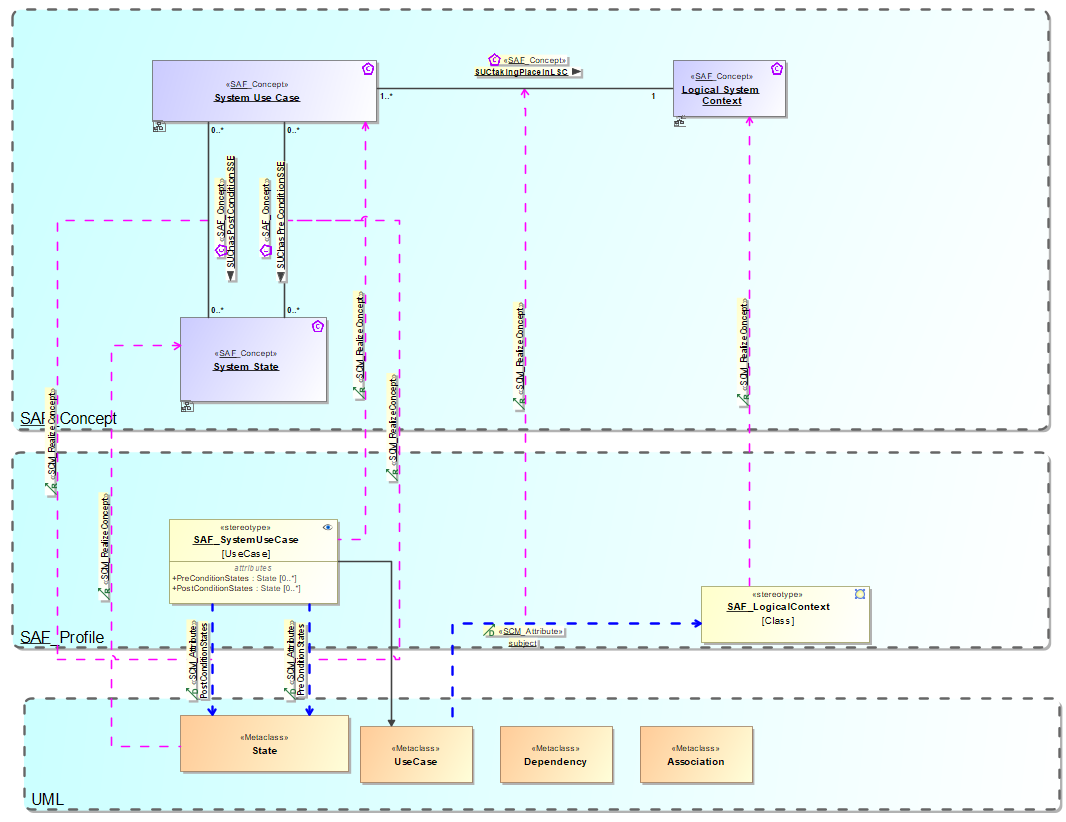 «SAF_Concept»
SUCtakingPlaceInLSC
«SAF_Concept»
System Use Case
1..*
1
«SAF_Concept»
Logical System
Context
0..*
0..*
«SAF_Concept»
SUChasPostConditionSSE
«SAF_Concept»
SUChasPreConditionSSE
0..*
0..*
«SAF_Concept»
System State
«SCM_RealizeConcept»
«SCM_RealizeConcept»
«SCM_RealizeConcept»
«SCM_RealizeConcept»
«SCM_RealizeConcept»
«SCM_RealizeConcept»
SAF_Concept
«stereotype»
SAF_SystemUseCase
[UseCase]
attributes
+PreConditionStates : State [0..*]
+PostConditionStates : State [0..*]
«stereotype»
SAF_LogicalContext
[Class]
«SCM_Attribute»
subject
SAF_Profile
«SCM_Attribute»
PostConditionStates
«SCM_Attribute»
PreConditionStates
«Metaclass»
State
«Metaclass»
UseCase
«Metaclass»
Dependency
«Metaclass»
Association
UML